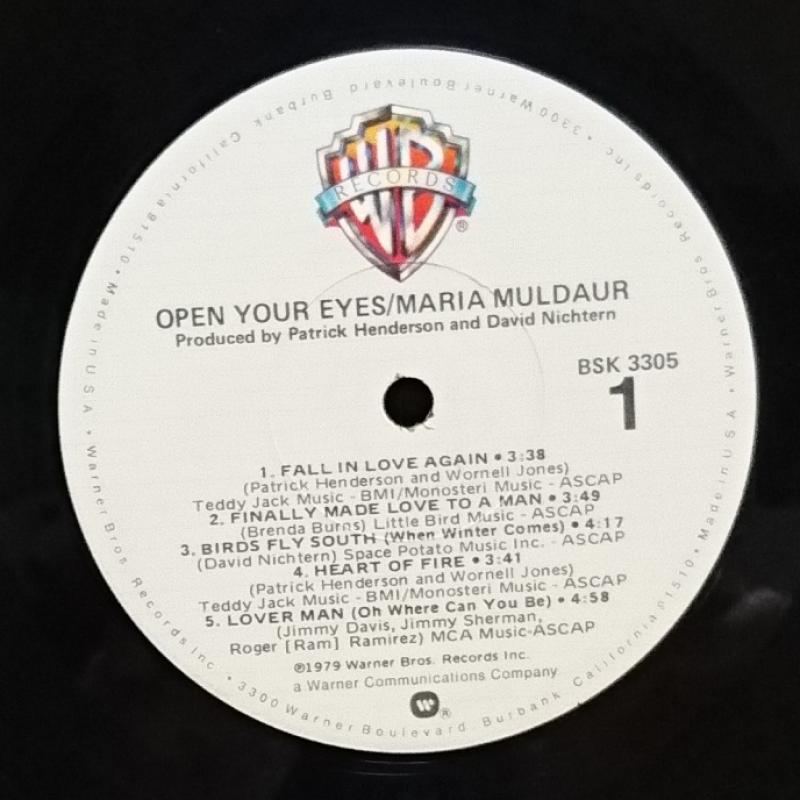 WB
RECORDS
®
OPEN YOUR EYES/MARIA MULDAUR
Produced by Patrick Henderson and David Nichtern
BSK 3305
1
1. FALL IN LOVE AGAIN • 3:38
(Patrick Henderson and Wornell Jones)
Teddy Jack Music - BMI/Monosteri Music - ASCAP
2. FINALLY MADE LOVE TO A MAN • 3:49
(Brenda Burns) Little Bird Music - ASCAP
3. BIRDS FLY SOUTH (When Winter Comes) • 4:17
(David Nichtern) Space Potato Music Inc. - ASCAP
4. HEART OF FIRE • 3:41
(Patrick Henderson and Wornell Jones)
Teddy Jack Music - BMI/Monosteri Music - ASCAP
5. LOVER MAN (Oh Where Can You Be) • 4:58
(Jimmy Davis, Jimmy Sherman,
Roger [Ram] Ramirez) MCA Music-ASCAP
℗1979 Warner Bros. Records Inc.
a Warner Communications Company
W®
Warner Bros Records Inc • 3300 Warner Boulevard Burbank California 91510 • Made in USA •
Warner Bros Records Inc • 3300 Warner Boulevard Burbank California 91510 • Made in USA •